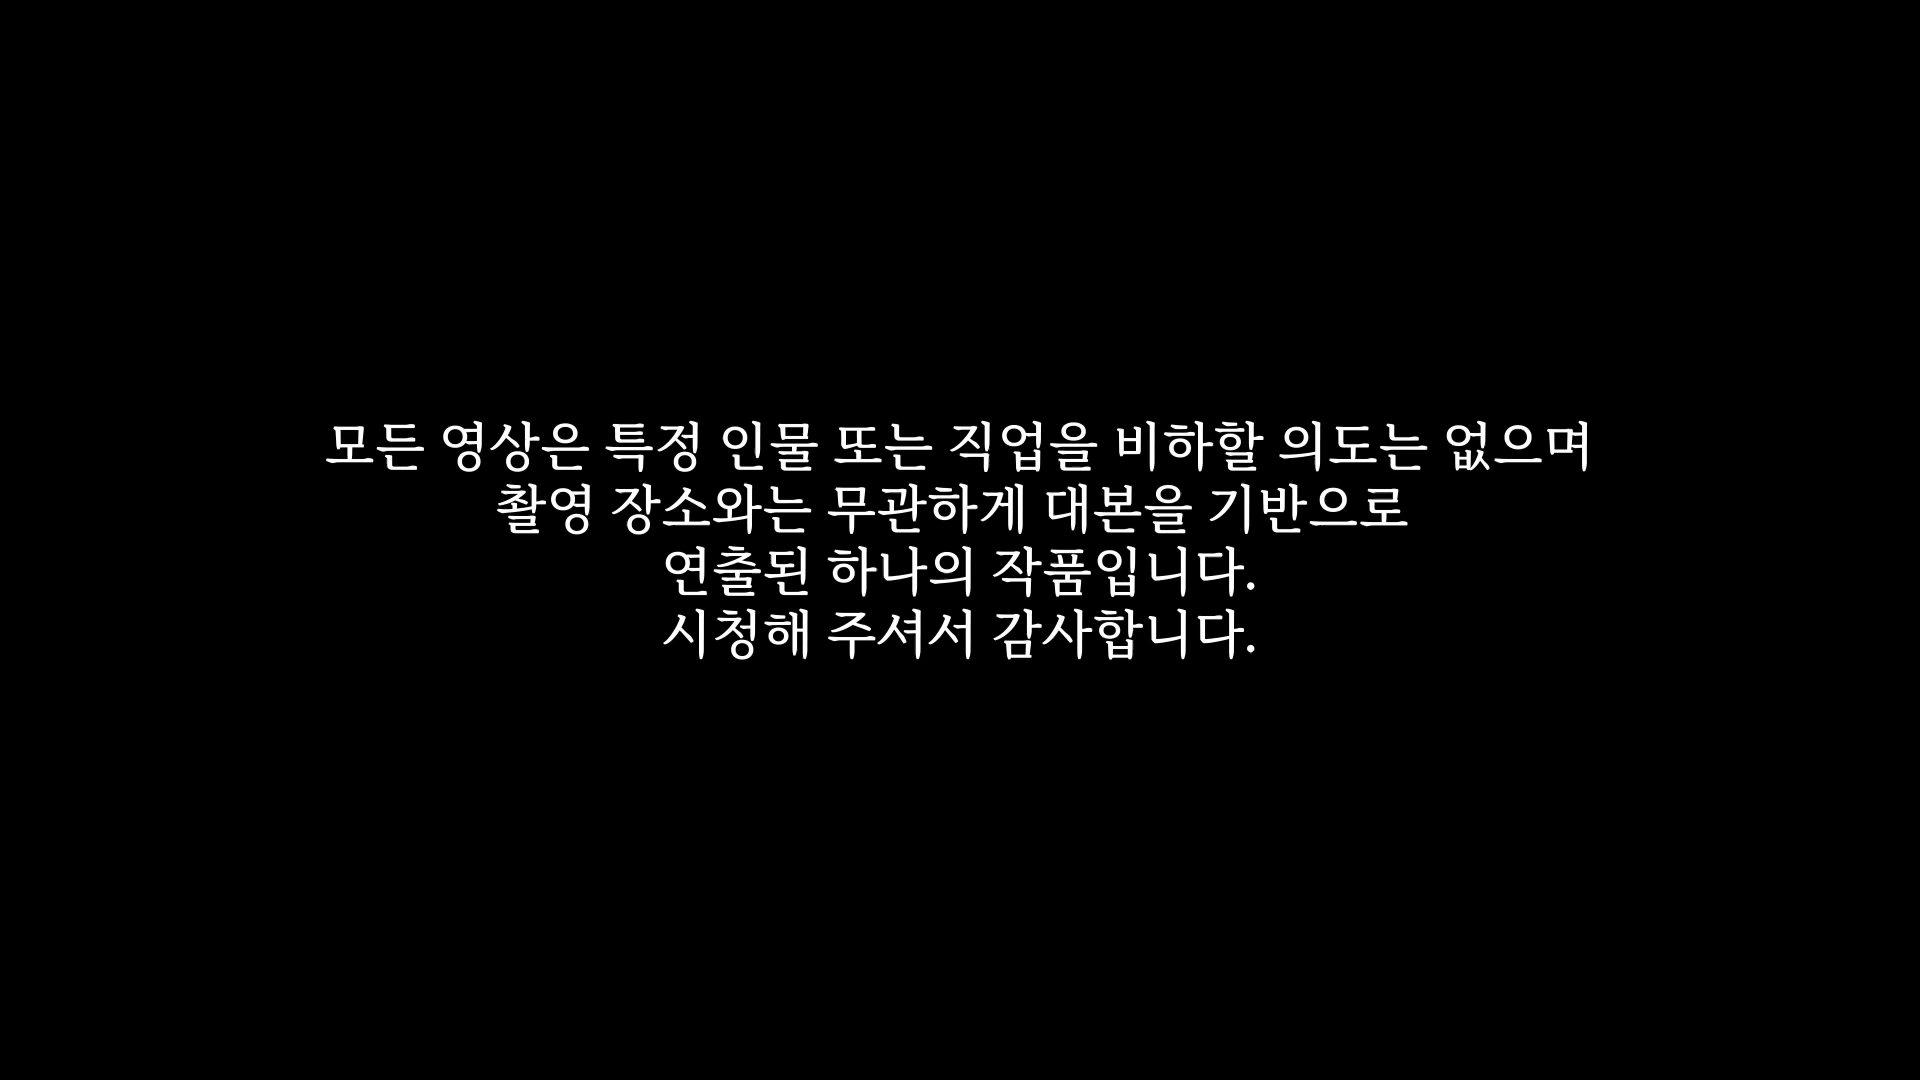 모든 영상은 특정 인물 또는 직업을 비하할 의도는 없으며
촬영 장소와는 무관하게 대본을 기반으로
연출된 하나의 작품입니다.
시청해 주셔서 감사합니다.